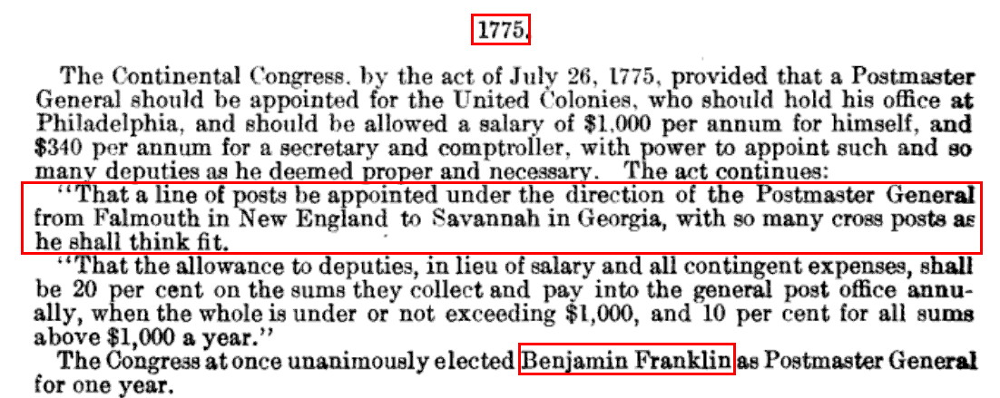 1775.
The Continental Congress. by the act of July 26, 1775, provided that a Postmaster
General should be appointed for the United Colonies, who should hold his office at
Philadelphia, and should be allowed a salary of $1,000 per annum for himself, and
$340 per annum for a secretary and comptroller, with power to appoint such and so
many deputies as he deemed proper and necessary. The act continues:
"That a line of posts be appointed under the direction of the Postmaster General
from Falmouth in New England to Savannah in Georgia, with so many cross posts as
he shall think fit.
"That the allowance to deputies, in lieu of salary and all contingent expenses, shall
be 20 per cent on the sums they collect and pay into the general post office annu-
ally, when the whole is under or not exceeding $1,000, and 10 per cent for all sums
above $1,000 a year."
The Congress at once unanimously elected Benjamin Franklin as Postmaster General
for one year.